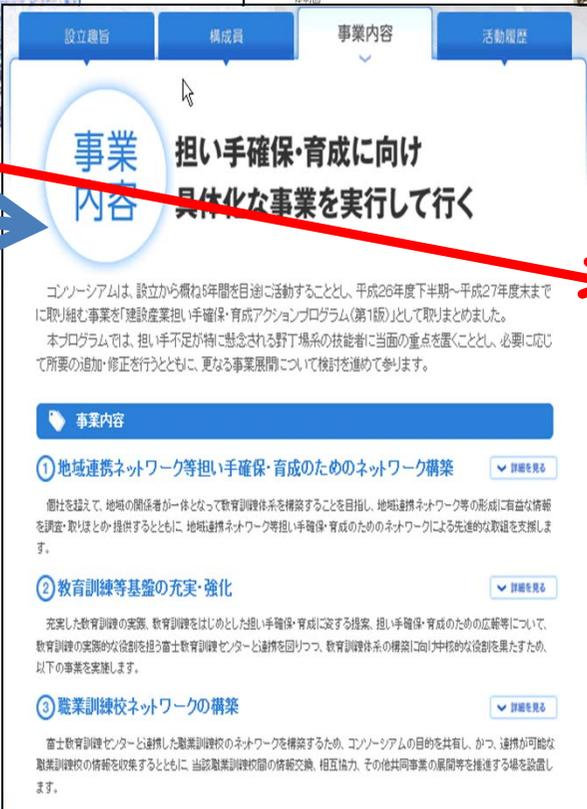 設立趣旨
構成員
事業内容
活動履歴
事業
内容
担い手確保・育成に向け
具体化な事業を実行して行く
コンソーシアムは、設立から概ね5年間を目途に活動することとし、平成26年度下半期~平成27年度末まで
に取り組む事業を「建設産業担い手確保・育成アクションプログラム(第1版)」として取りまとめました。
本プログラムでは、担い手不足が特に懸念される野丁場系の技能者に当面の重点を置くこととし、必要に応じ
て所要の追加・修正を行うとともに、更なる事業展開について検討を進めて参ります。
事業内容
①地域連携ネットワーク等担い手確保・育成のためのネットワーク構築
詳細を見る
個社を超えて、地域の関係者が一体となって教育訓練体系を構築することを目指し、地域連携ネットワーク等の形成に有益な情報
を調査・取りまとめ・提供するとともに、地域連携ネットワーク等担い手確保・育成のためのネットワークによる先進的な取組を支援しま
す。
②教育訓練等基盤の充実・強化
詳細を見る
充実した教育訓練の実践、教育訓練をはじめとした担い手確保・育成に資する提案、担い手確保・育成のための広報等について、
教育訓練の実践的な役割を担う富士教育訓練センターと連携を図りつつ、教育訓練体系の構築に向け中核的な役割を果たすため、
以下の事業を実施します。
③職業訓練校ネットワークの構築
詳細を見る
富士教育訓練センターと連携した職業訓練校のネットワークを構築するため、コンソーシアムの目的を共有し、かつ、連携が可能な
職業訓練校の情報を収集するとともに、当該職業訓練校間の情報交換、相互協力、その他共同事業の展開等を推進する場を設置し
ます。